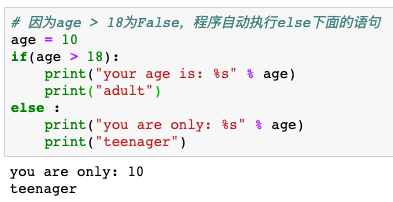 # 因为age > 18为False，程序自动执行else下面的语句
age = 10
if(age > 18):
    print("your age is: %s" % age)
    print("adult")
else :
    print("you are only: %s" % age)
    print("teenager")
you are only: 10
teenager